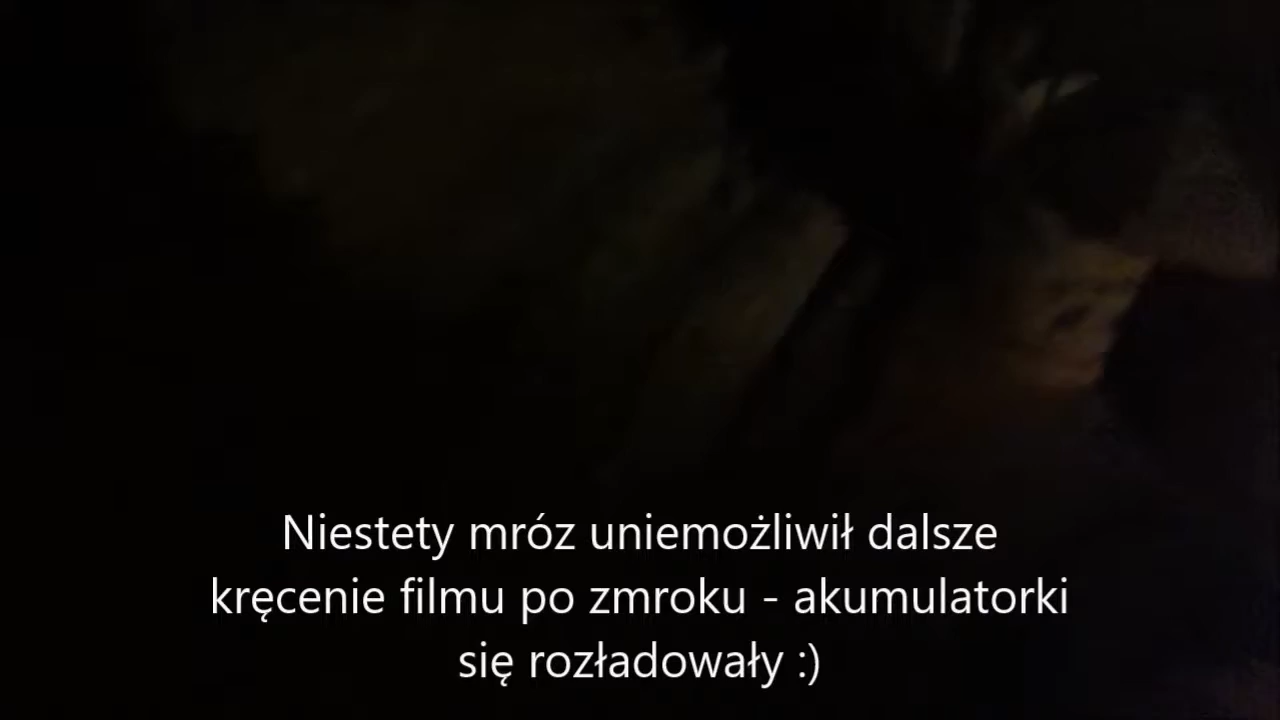 Niestety mróz uniemożliwił dalsze
kręcenie filmu po zmroku - akumulatorki
się rozładowały :)